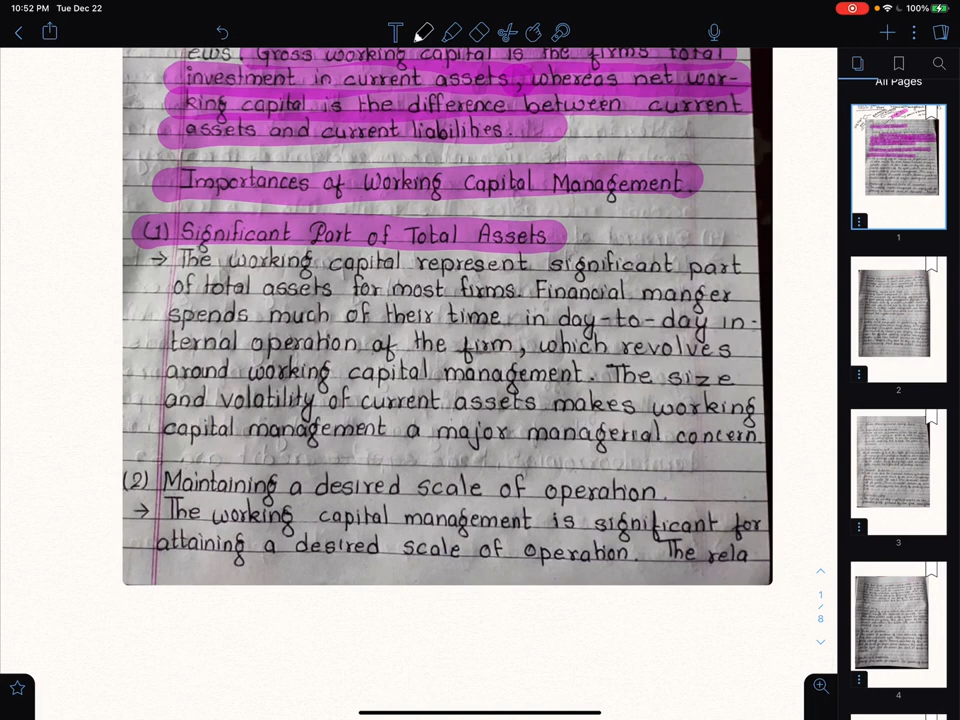 10:52 PM Tue Dec 22
100%
ews. Gross working capital is the firms total
investment in current assets, whereas net wor-
king capital is the difference between current
assets and current liabilities.
Importances of Working Capital Management.
(1) Significant Part of Total Assets
→ The working capital represent significant part
of total assets for most firms. Financial manger
spends much of their time in day-to-day in-
ternal operation of the firm, which revolves
around working capital management. The size
and volatility of current assets makes working
capital management a major managerial concern.
(2) Maintaining a desired scale of operation.
→ The working capital management is significant for
attaining a desired scale of operation. The rela
1
/
8
All Pages
1
2
3
4